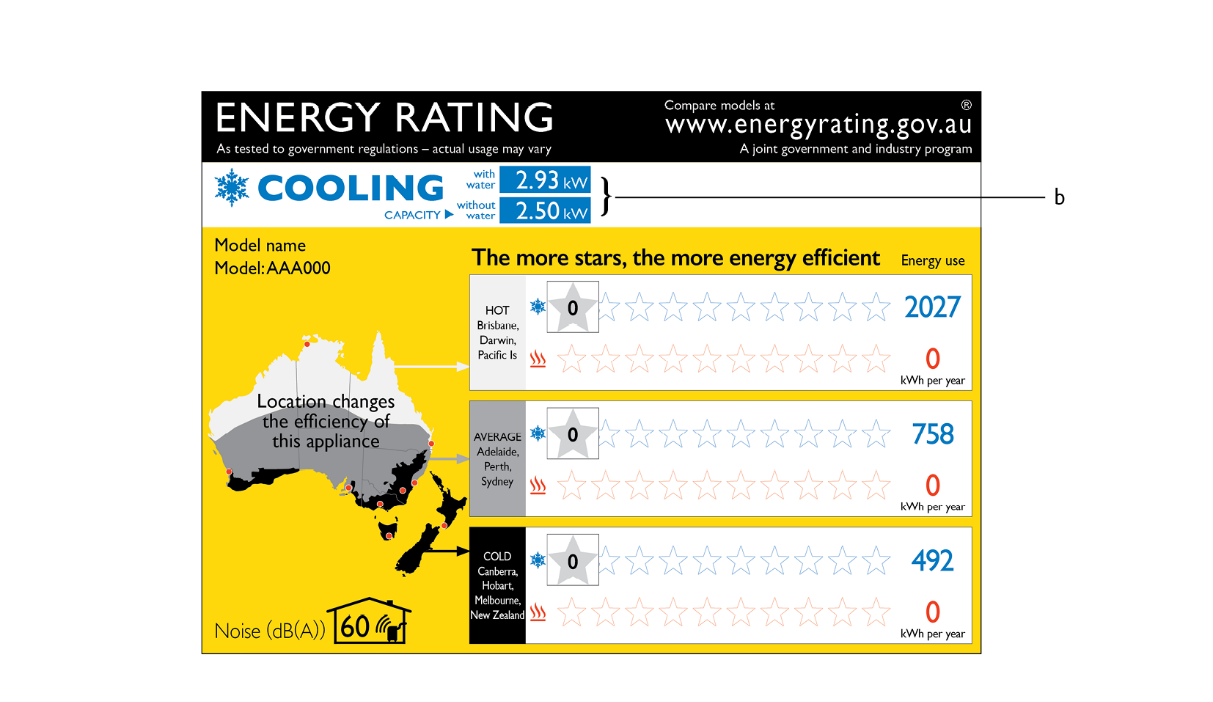 ENERGY RATING
As tested to government regulations – actual usage may vary
Compare models at
®
www.energyrating.gov.au
A joint government and industry program
COOLING
CAPACITY
with
water
2.93 kW
without
water
2.50 kW
b
Model name
Model: AAA000
The more stars, the more energy efficient
Energy use
HOT
Brisbane,
Darwin,
Pacific Is
0
2027
0
kWh per year
Location changes
the efficiency of
this appliance
AVERAGE
Adelaide,
Perth,
Sydney
0
758
0
kWh per year
COLD
Canberra,
Hobart,
Melbourne,
New Zealand
0
492
0
kWh per year
Noise (dB(A))
60